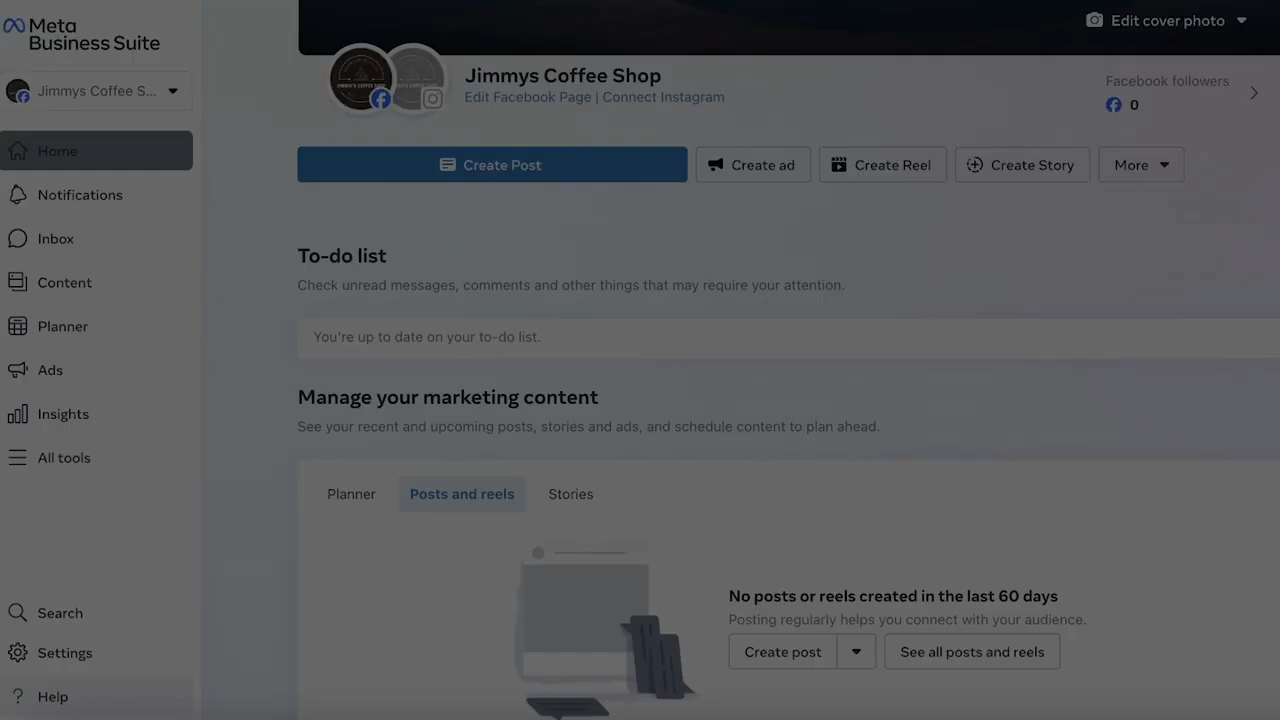 Meta
Business Suite
Edit cover photo
Jimmys Coffee S...
Jimmys Coffee Shop
Edit Facebook Page | Connect Instagram
Facebook followers
0
Home
Notifications
Inbox
Content
Planner
Ads
Insights
All tools
Search
Settings
? Help
Create Post
Create ad
Create Reel
Create Story
More
To-do list
Check unread messages, comments and other things that may require your attention.
You're up to date on your to-do list.
Manage your marketing content
See your recent and upcoming posts, stories and ads, and schedule content to plan ahead.
Planner
Posts and reels
Stories
No posts or reels created in the last 60 days
Posting regularly helps you connect with your audience.
Create post
See all posts and reels